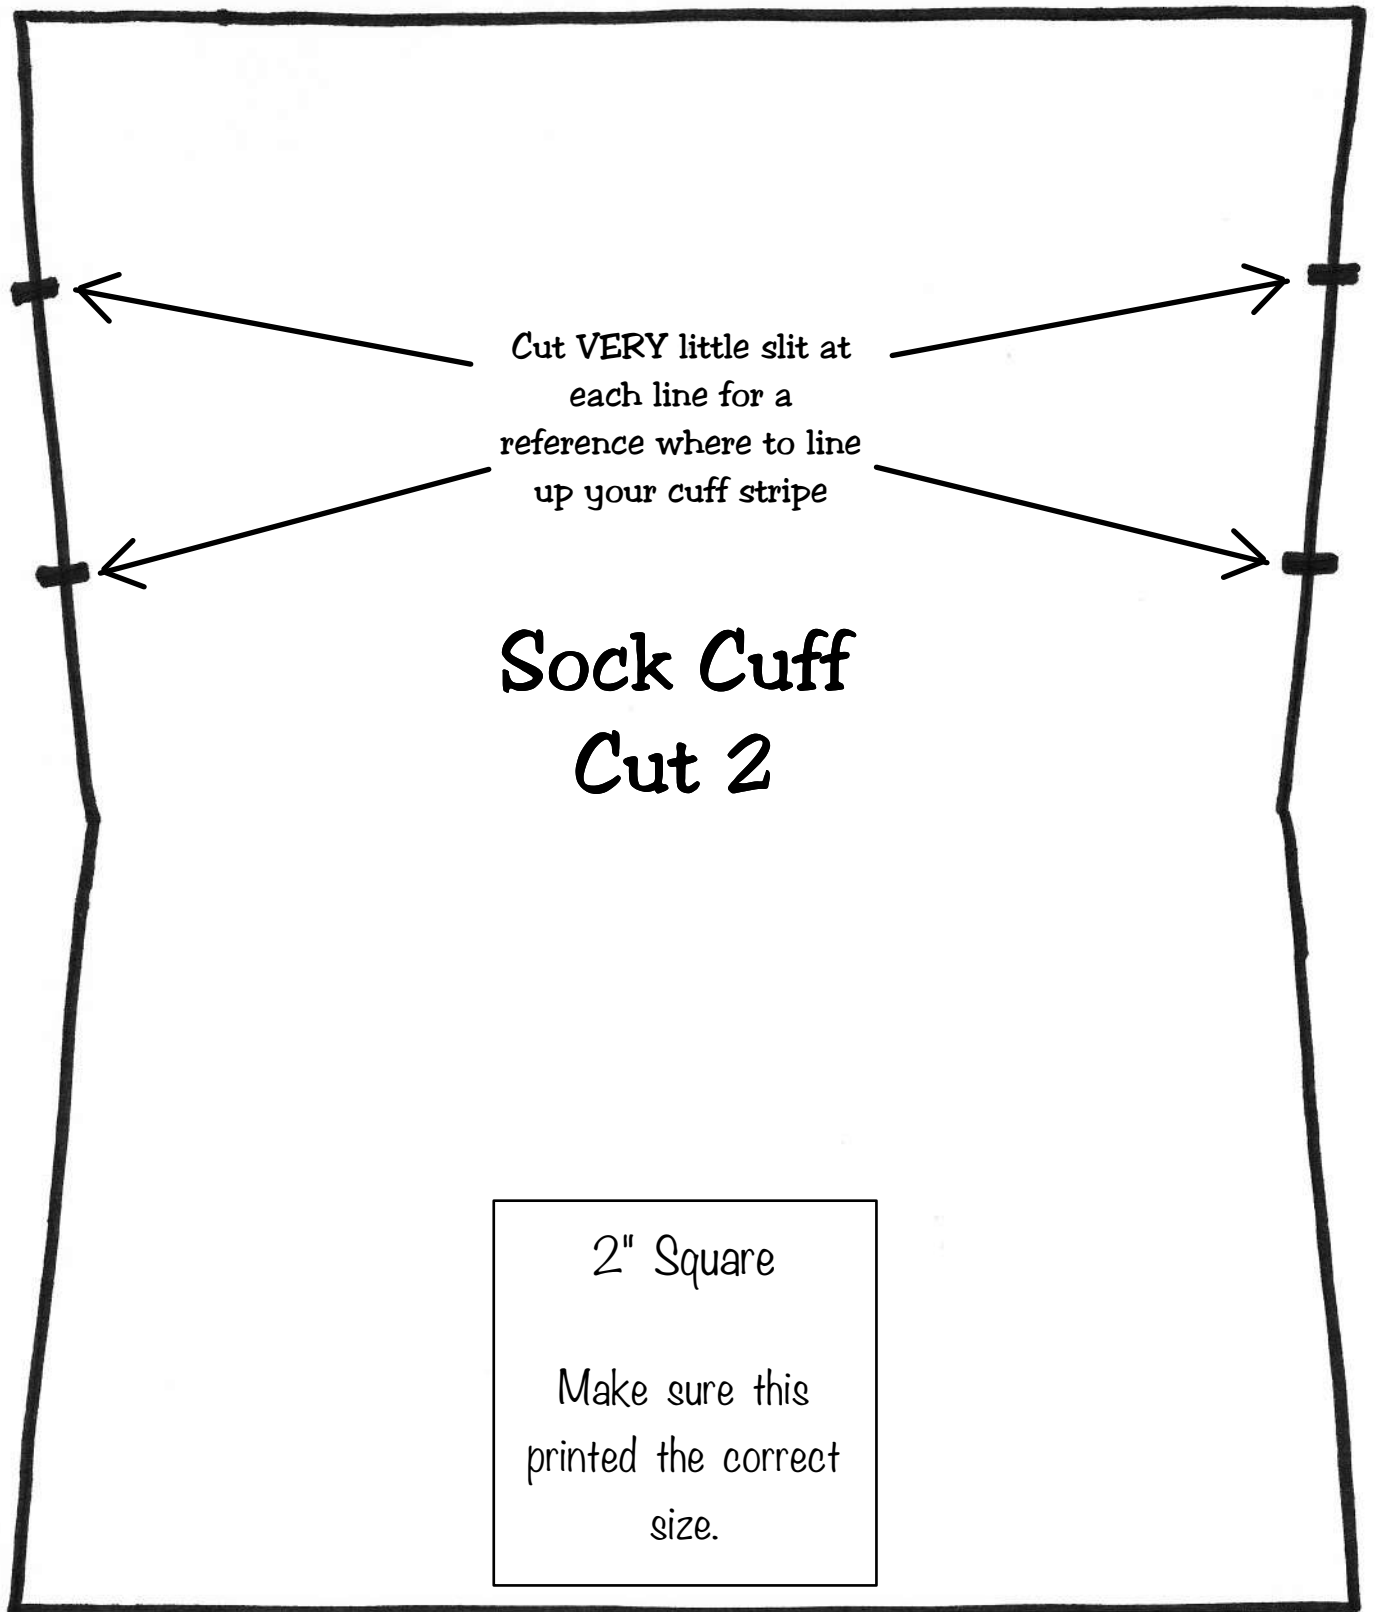 Cut VERY little slit at
each line for a
reference where to line
up your cuff stripe
Sock Cuff
Cut 2
2" Square
Make sure this
printed the correct
size.